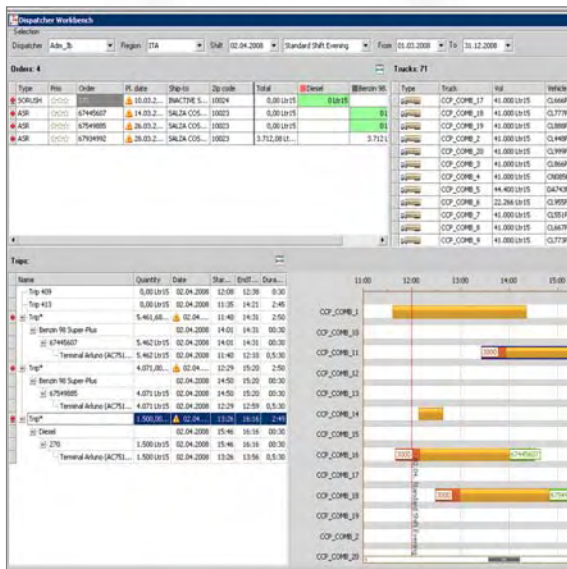 Dispatcher Workbench
Selection
Dispatcher Adm_Jb Region ITA Shift 02.04.2008 Standard Shift Evening From 01.03.2008 To 31.12.2008
Orders: 4
Trucks: 71
Type Prio Order Pl. date Ship-to Zip code Total Diesel Benzin 98
SORUSH 270 10.03.2... INACTIVE S... 10024 0,00 Ltr15 0 Ltr15
ASR 67445607 14.03.2... SALZA COS... 10023 0,00 Ltr15 0 L
ASR 67549885 26.03.2... SALZA COS... 10023 0,00 Ltr15 0 L
ASR 67934992 26.03.2... SALZA COS... 10023 3.712,08 Lt... 3.712 L
Type Truck Vol Vehicle
CCP_COMB_17 41.000 Ltr15
CCP_COMB_18 41.000 Ltr15
CCP_COMB_19 41.000 Ltr15
CCP_COMB_2 41.000 Ltr15
CCP_COMB_20 41.000 Ltr15
CCP_COMB_3 41.000 Ltr15
CCP_COMB_4 41.000 Ltr15
CCP_COMB_5 44.400 Ltr15
CCP_COMB_6 22.266 Ltr15
CCP_COMB_7 41.000 Ltr15
CCP_COMB_8 41.000 Ltr15
CCP_COMB_9 41.000 Ltr15
Trips:
Name Quantity Date Star... EndT... Dura...
Trip 409 0,00 Ltr15 02.04.2008 12:08 12:38 0:30
Trip 413 0,00 Ltr15 02.04.2008 11:35 14:21 2:45
Trip* 5.461,68... 02.04.... 11:40 14:31 2:50
Benzin 98 Super-Plus 02.04.2008 14:01 14:31 00:30
67445607 5.462 Ltr15 02.04.2008 14:01 14:31 00:30
Terminal Arluno (AC751... 5.462 Ltr15 02.04.2008 11:40 12:10 0,5:30
Trip* 4.071,00... 02.04.... 12:29 15:20 2:50
Benzin 98 Super-Plus 02.04.2008 14:50 15:20 00:30
67549885 4.071 Ltr15 02.04.2008 14:50 15:20 00:30
Terminal Arluno (AC751... 4.071 Ltr15 02.04.2008 12:29 12:59 0,5:30
Trip* 1.500,00... 02.04.... 13:26 16:16 2:49
Diesel 02.04.2008 15:46 16:16 00:30
270 1.500 Ltr15 02.04.2008 15:46 16:16 00:30
Terminal Arluno (AC751... 1.500 Ltr15 02.04.2008 13:26 13:56 0,5:30
11:00 12:00 13:00 14:00 15:00
CCP_COMB_1
CCP_COMB_10
CCP_COMB_11 3000
CCP_COMB_12
CCP_COMB_13
CCP_COMB_14
CCP_COMB_15
CCP_COMB_16 3000 67445607
CCP_COMB_17
CCP_COMB_18 3000
CCP_COMB_19
CCP_COMB_2
CCP_COMB_20
02.04. Standard Shift Evening